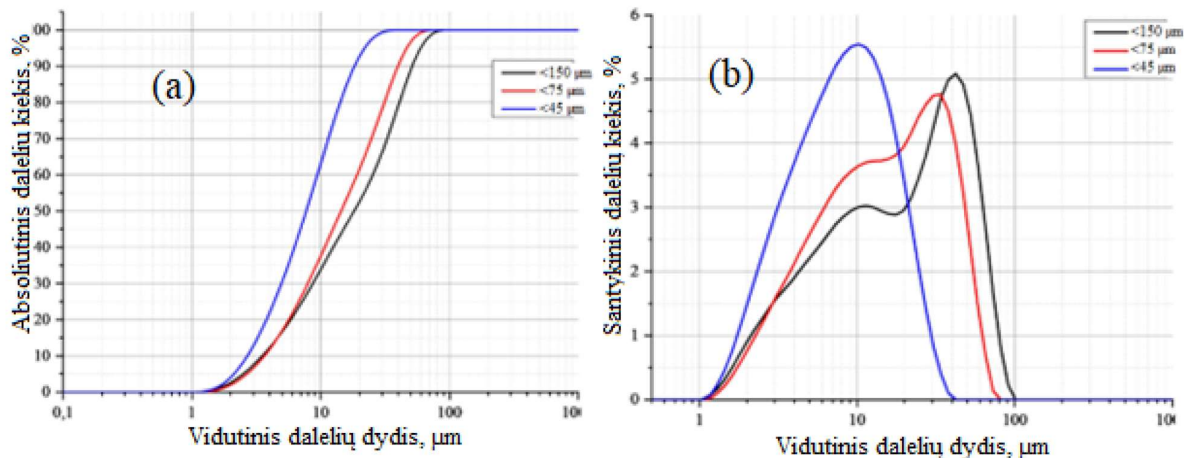 (a)
Absoliutinis dalelių kiekis, %
00
90
80
70
60
50
40
30
20
10
0
0,1
1
10
100
100
Vidutinis dalelių dydis, μm
<150 μm
<75 μm
<45 μm
(b)
Santykinis dalelių kiekis, %
6
5
4
3
2
1
0
1
10
100
100
Vidutinis dalelių dydis, μm
<150 μm
<75 μm
<45 μm